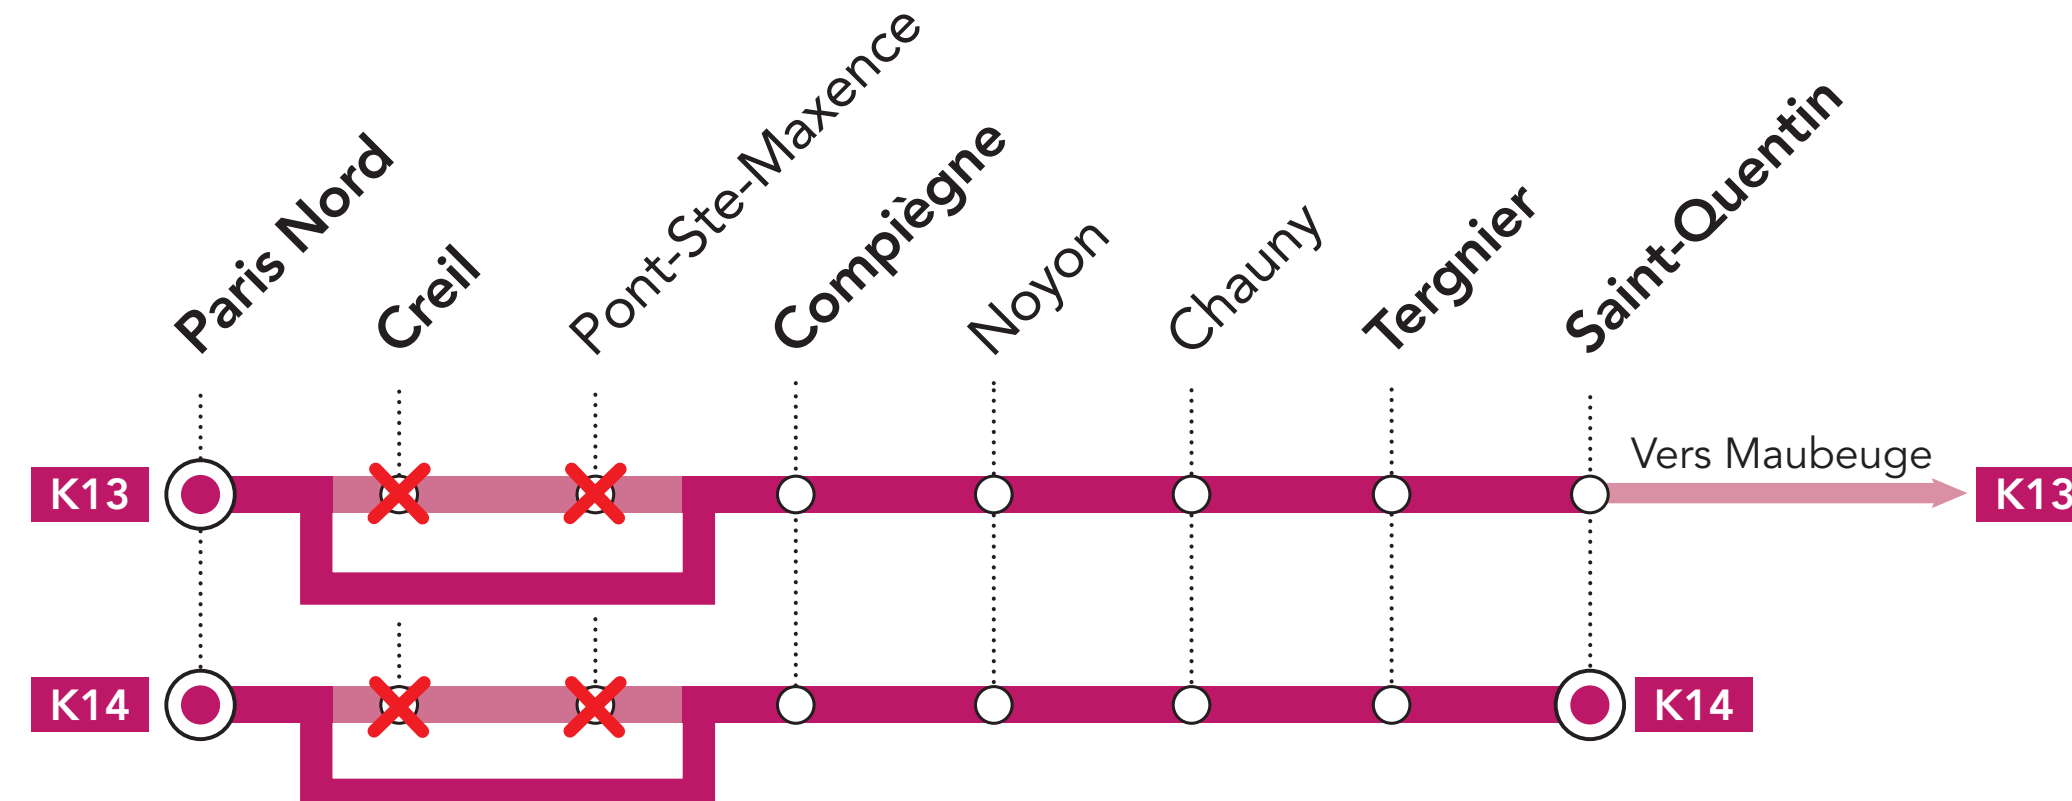 Paris Nord
Creil
Pont-Ste-Maxence
Compiègne
Noyon
Chauny
Tergnier
Saint-Quentin
K13
Vers Maubeuge
K13
K14
K14